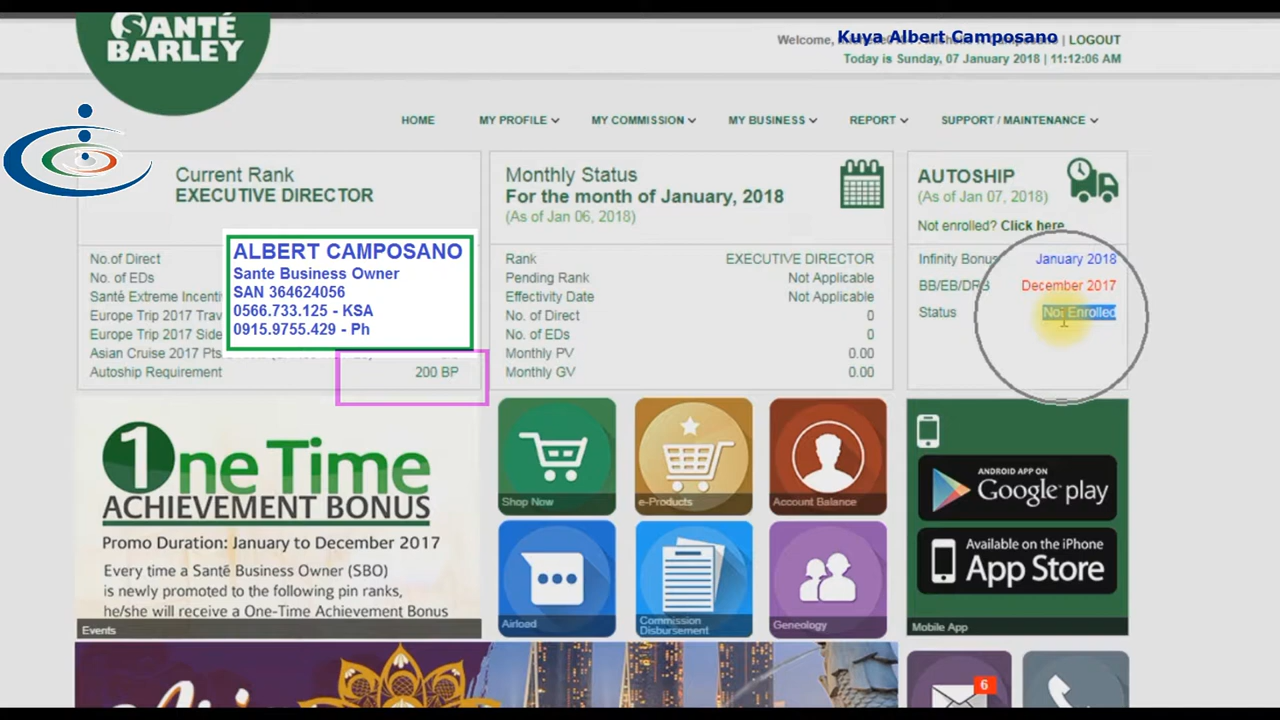 SANTÉ
BARLEY
Welcome,
Kuya Albert Camposano
| LOGOUT
Today is Sunday, 07 January 2018 | 11:12:06 AM
HOME
MY PROFILE
MY COMMISSION
MY BUSINESS
REPORT
SUPPORT / MAINTENANCE
Current Rank
EXECUTIVE DIRECTOR
No.of Direct
No. of EDs
Santé Extreme Incenti
Europe Trip 2017 Trav
Europe Trip 2017 Side
Asian Cruise 2017 Pts
Autoship Requirement 200 BP
ALBERT CAMPOSANO
Sante Business Owner
SAN 364624056
0566.733.125 - KSA
0915.9755.429 - Ph
Monthly Status
For the month of January, 2018
(As of Jan 06, 2018)
Rank EXECUTIVE DIRECTOR
Pending Rank Not Applicable
Effectivity Date Not Applicable
No. of Direct 0
No. of EDs 0
Monthly PV 0.00
Monthly GV 0.00
AUTOSHIP
(As of Jan 07, 2018)
Not enrolled? Click here
Infinity Bonus January 2018
BB/EB/DRB December 2017
Status Not Enrolled
1ne Time
ACHIEVEMENT BONUS
Promo Duration: January to December 2017
Every time a Santé Business Owner (SBO)
is newly promoted to the following pin ranks,
he/she will receive a One-Time Achievement Bonus
Events
Shop Now
e-Products
Account Balance
Airload
Commission
Disbursement
Geneology
ANDROID APP ON
Google play
Available on the iPhone
App Store
Mobile App
6